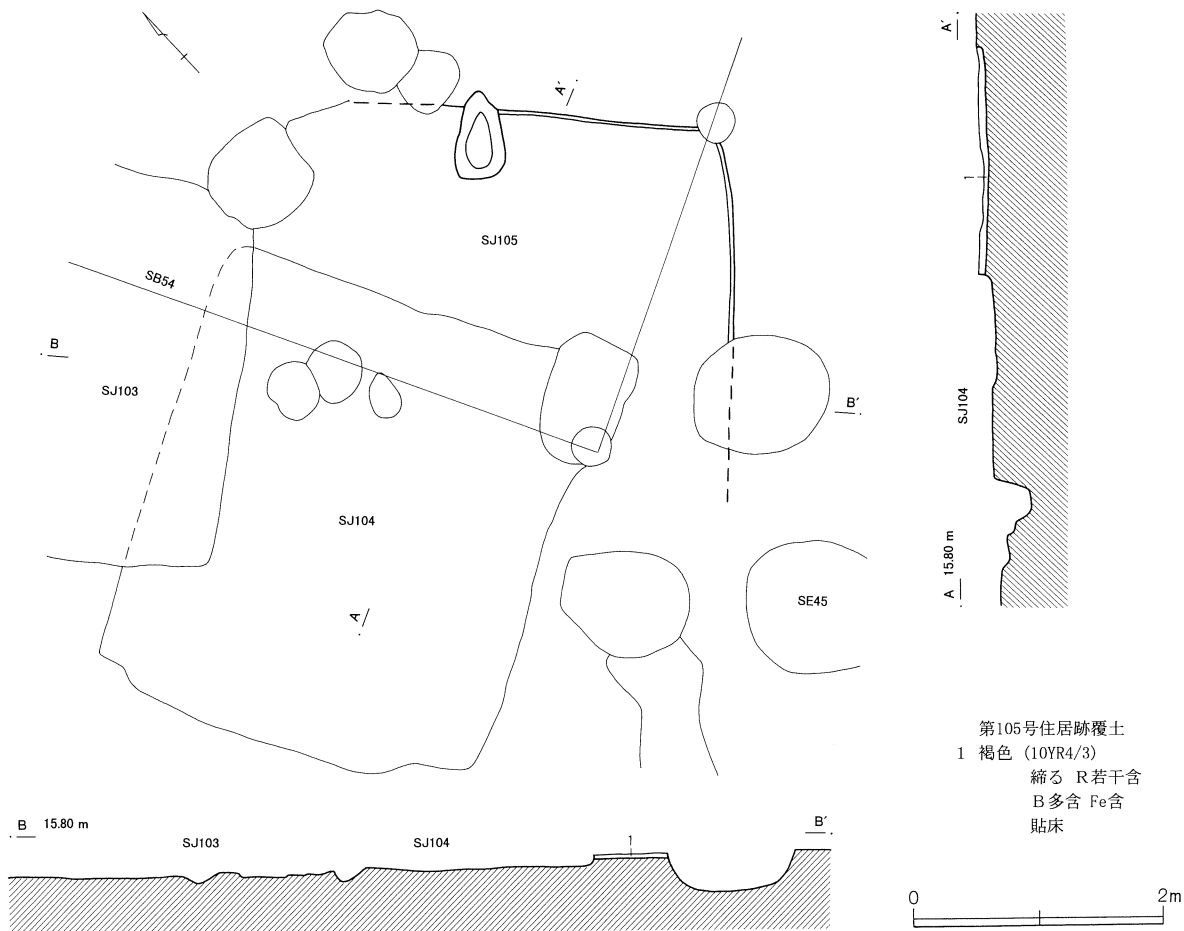 A′
SJ105
SB54
B
SJ103
B′
SJ104
A
SE45
A′
1
SJ104
A 15.80 m
第105号住居跡覆土
1 褐色 (10YR4/3)
締る R若干含
B多含 Fe含
貼床
B 15.80 m
SJ103
SJ104
1
B′
0 2m